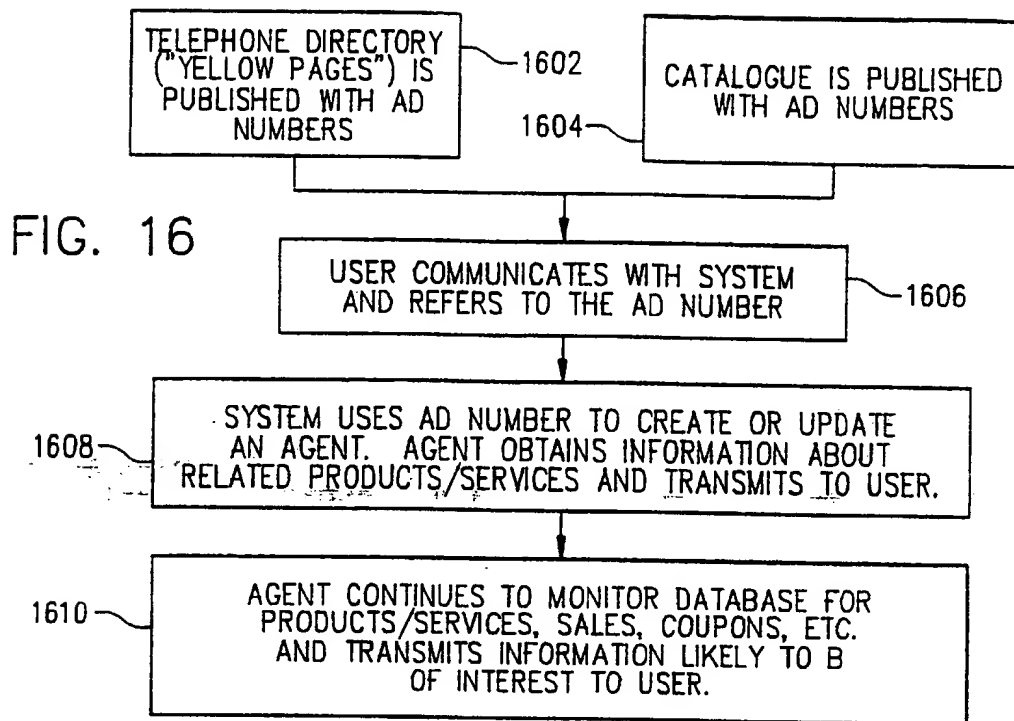 TELEPHONE DIRECTORY
("YELLOW PAGES") IS
PUBLISHED WITH AD
NUMBERS
1602
CATALOGUE IS PUBLISHED
WITH AD NUMBERS
1604
FIG. 16
USER COMMUNICATES WITH SYSTEM
AND REFERS TO THE AD NUMBER
1606
SYSTEM USES AD NUMBER TO CREATE OR UPDATE
AN AGENT. AGENT OBTAINS INFORMATION ABOUT
RELATED PRODUCTS/SERVICES AND TRANSMITS TO USER.
1608
AGENT CONTINUES TO MONITOR DATABASE FOR
PRODUCTS/SERVICES, SALES, COUPONS, ETC.
AND TRANSMITS INFORMATION LIKELY TO B
OF INTEREST TO USER.
1610